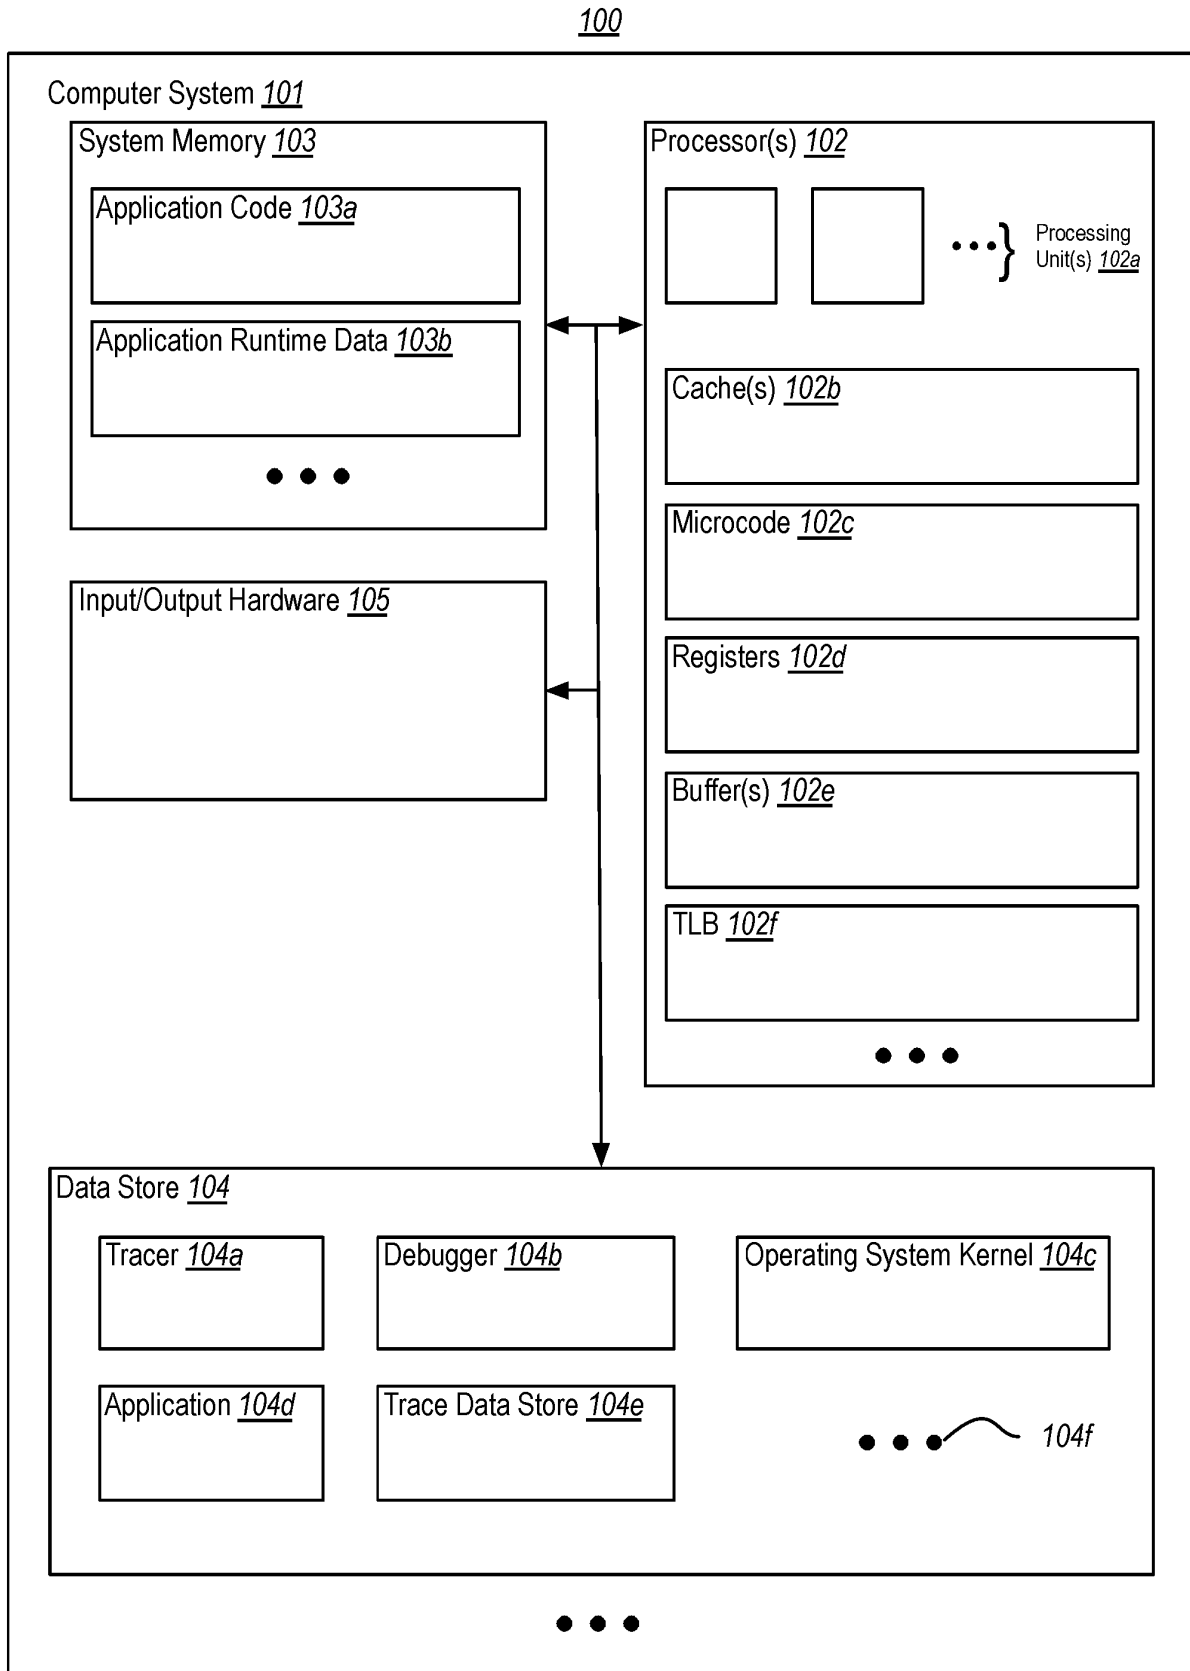 100
Computer System 101
System Memory 103
Application Code 103a
Application Runtime Data 103b
Input/Output Hardware 105
Processor(s) 102
Processing
Unit(s) 102a
Cache(s) 102b
Microcode 102c
Registers 102d
Buffer(s) 102e
TLB 102f
Data Store 104
Tracer 104a
Debugger 104b
Operating System Kernel 104c
Application 104d
Trace Data Store 104e
104f